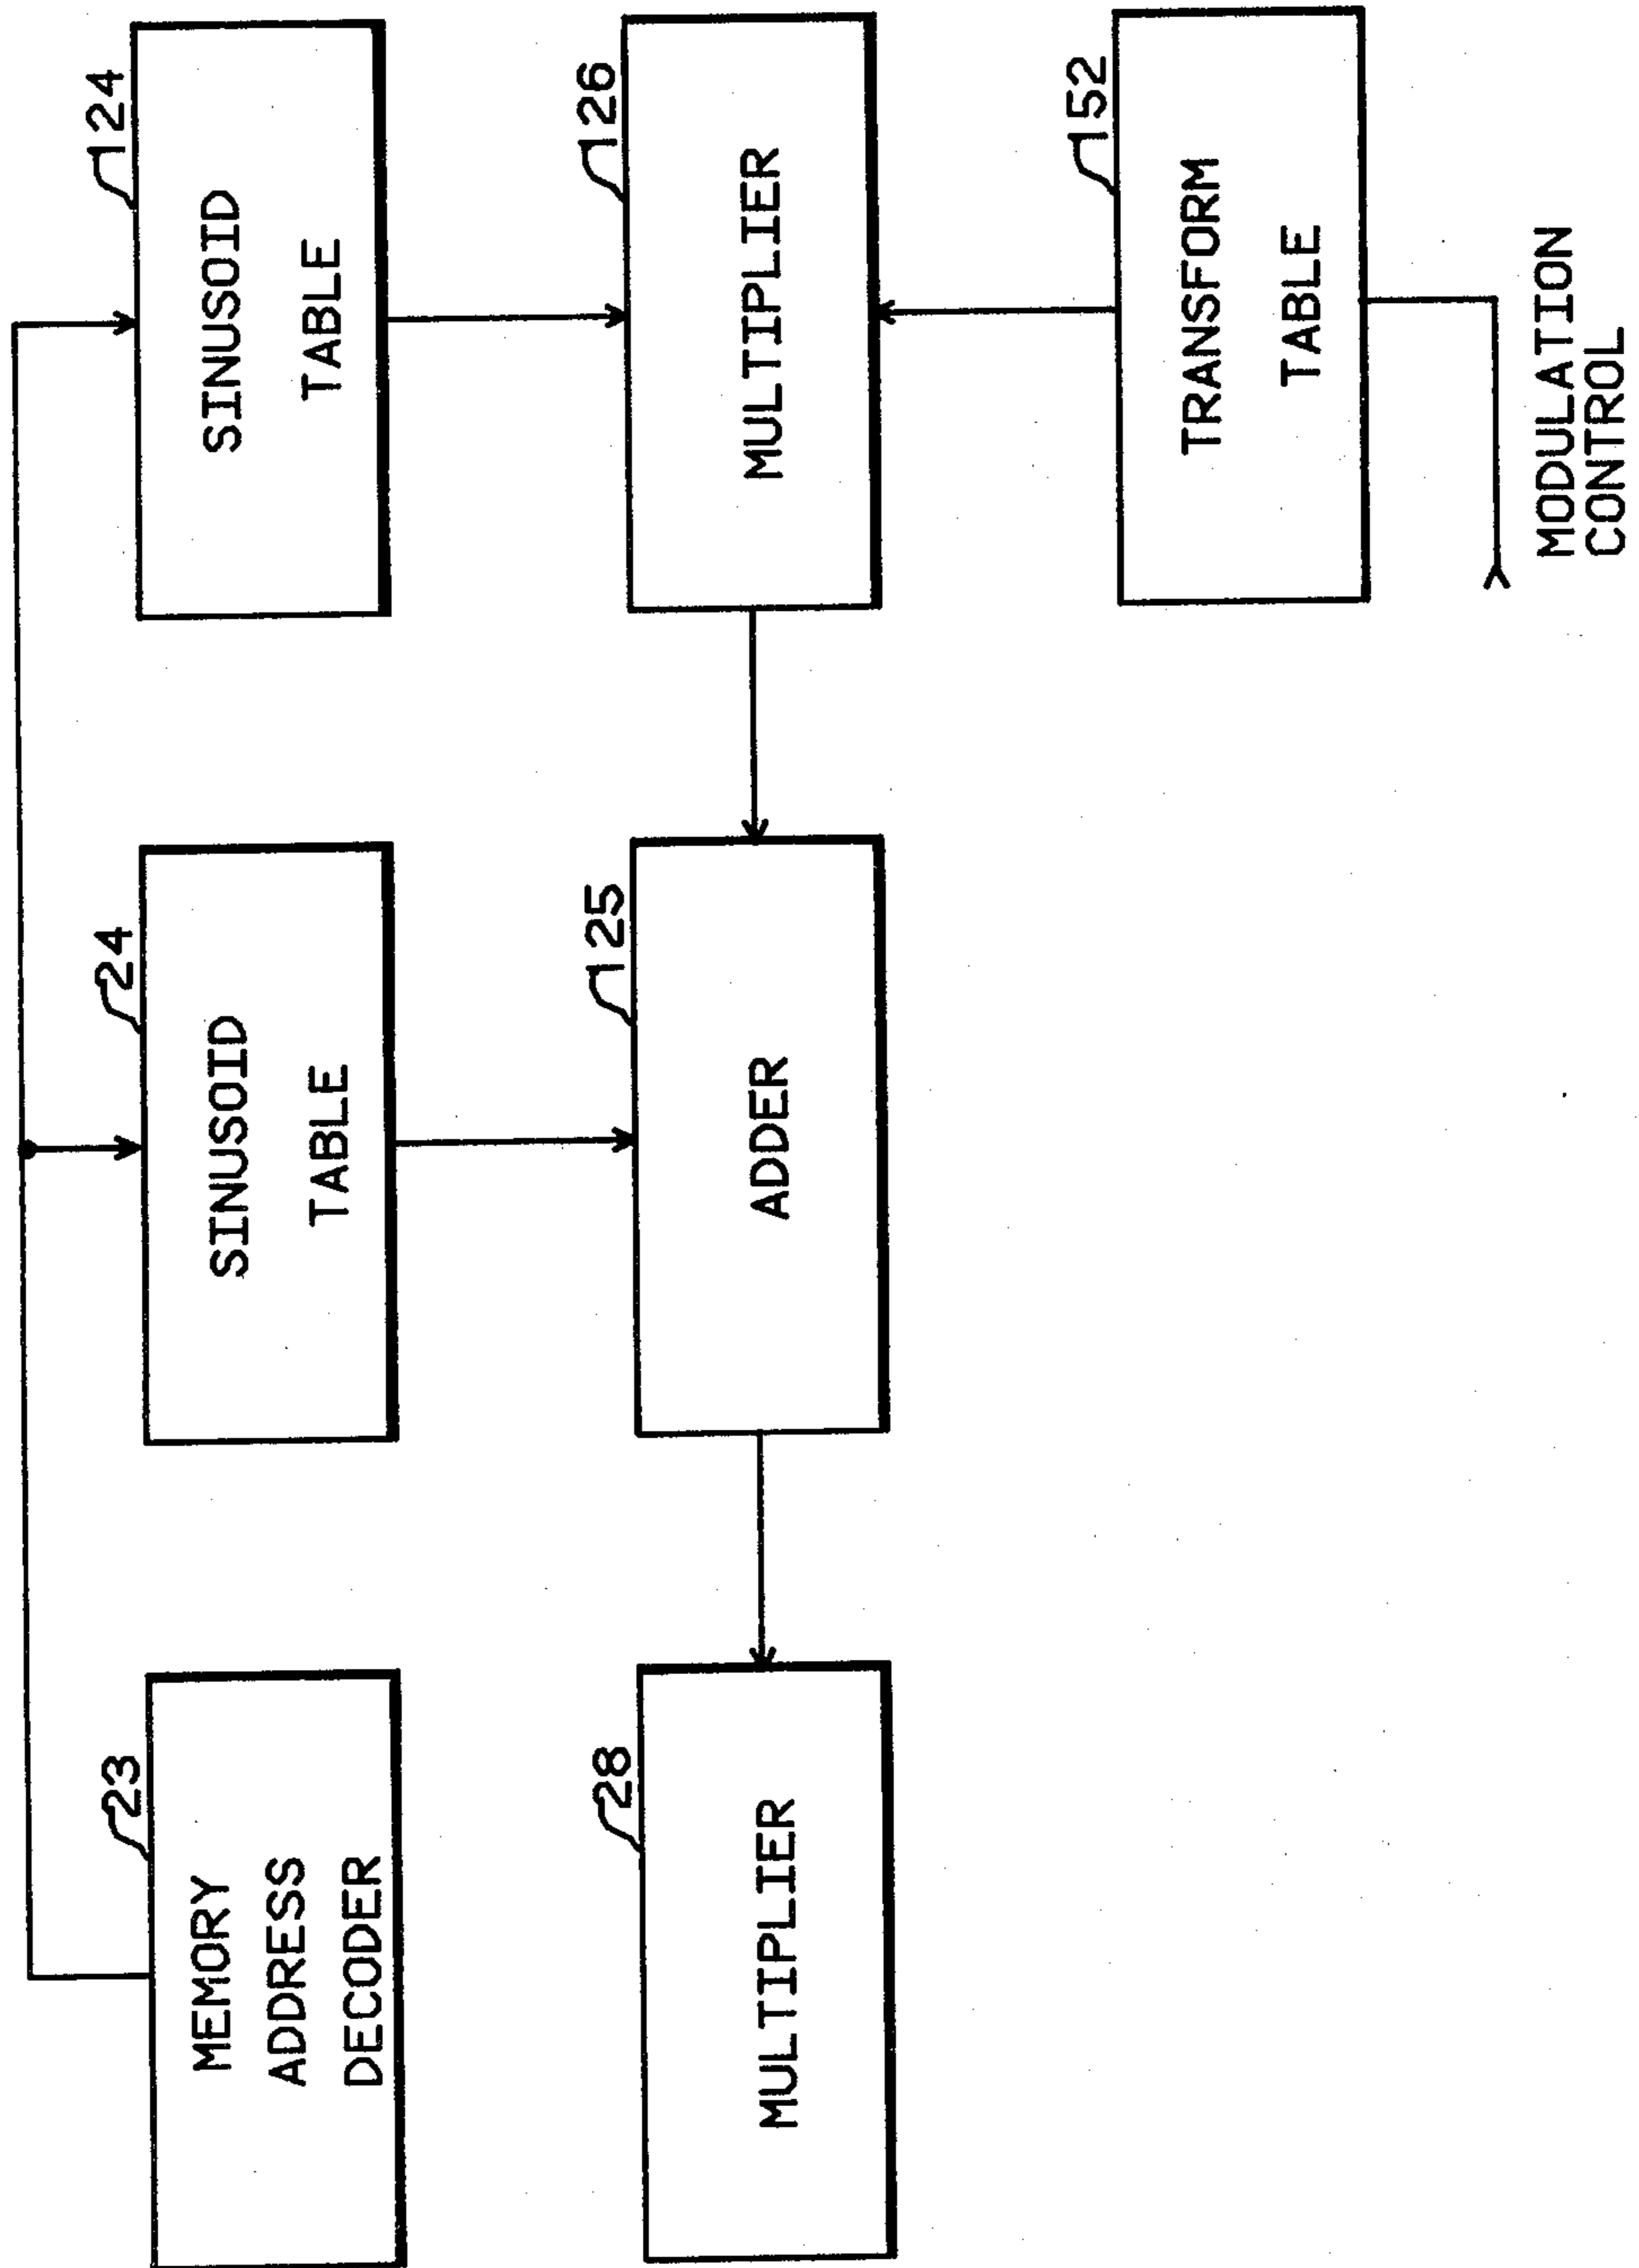 23
MEMORY
ADDRESS
DECODER
24
SINUSOID
TABLE
124
SINUSOID
TABLE
28
MULTIPLIER
125
ADDER
126
MULTIPLIER
152
TRANSFORM
TABLE
MODULATION
CONTROL